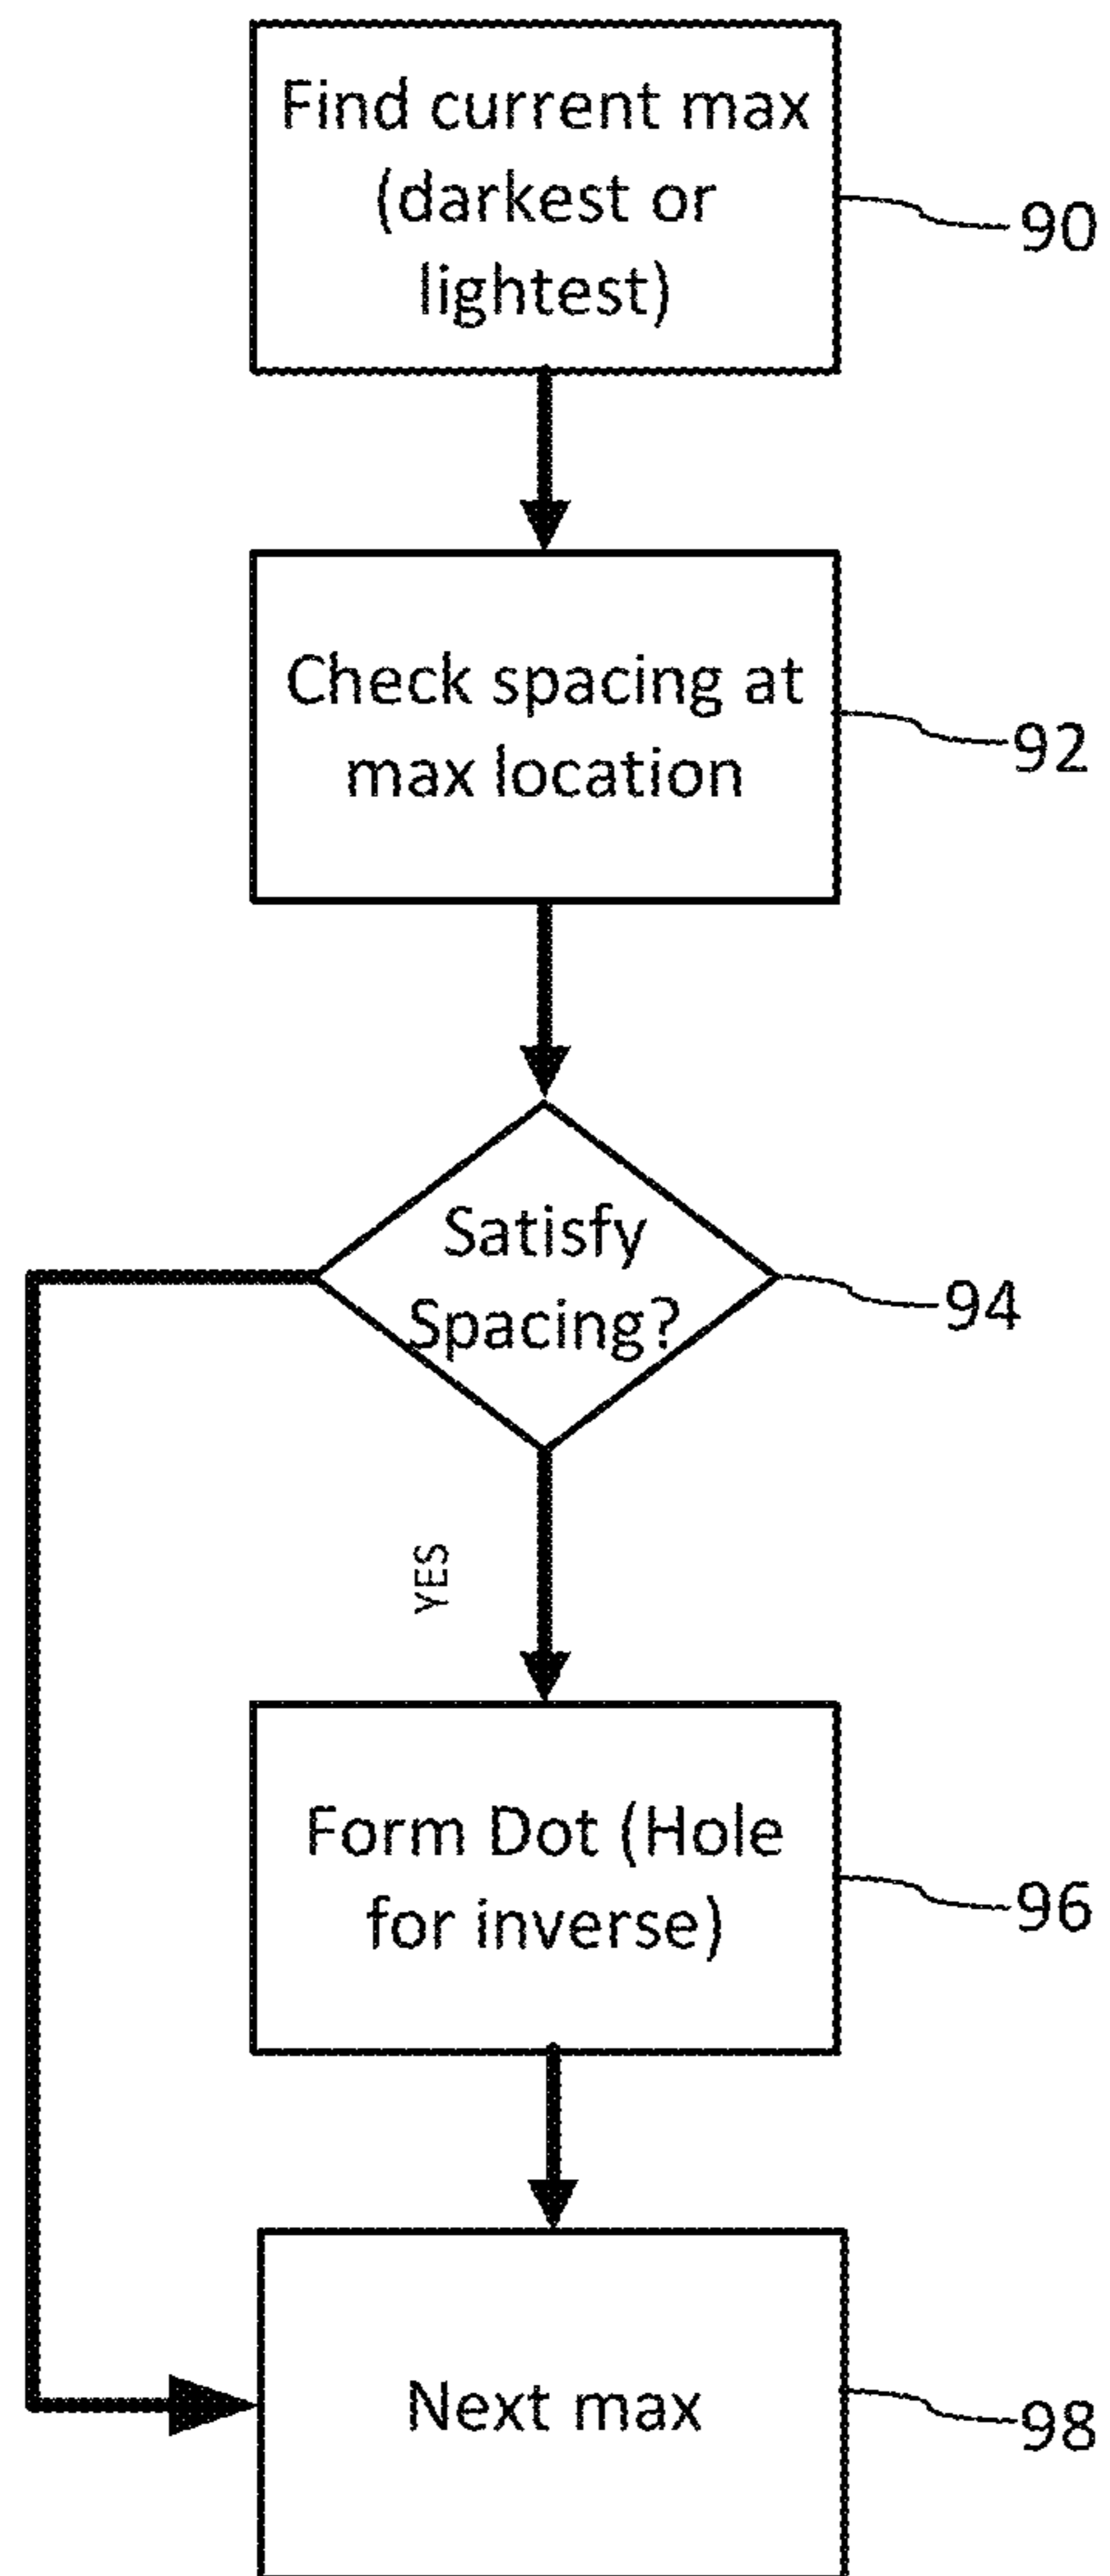 Find current max
(darkest or
lightest)
90
Check spacing at
max location
92
Satisfy
Spacing?
94
YES
Form Dot (Hole
for inverse)
96
Next max
98